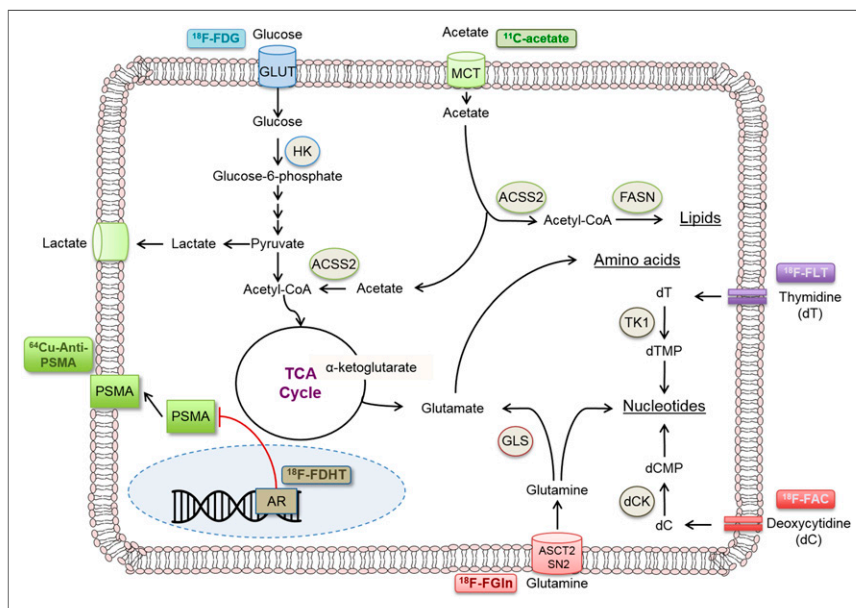 ¹⁸F-FDG
Glucose
Acetate
¹¹C-acetate
GLUT
MCT
Glucose
Acetate
HK
Glucose-6-phosphate
ACSS2
FASN
Acetyl-CoA
Lipids
Lactate
Lactate
Pyruvate
ACSS2
Amino acids
Acetyl-CoA
Acetate
¹⁸F-FLT
dT
Thymidine
(dT)
TK1
⁶⁴Cu-Anti-
PSMA
dTMP
α-ketoglutarate
TCA
Cycle
PSMA
PSMA
Glutamate
Nucleotides
GLS
dCMP
¹⁸F-FDHT
Glutamine
AR
dCK
¹⁸F-FAC
dC
Deoxycytidine
(dC)
ASCT2
SN2
¹⁸F-FGln
Glutamine